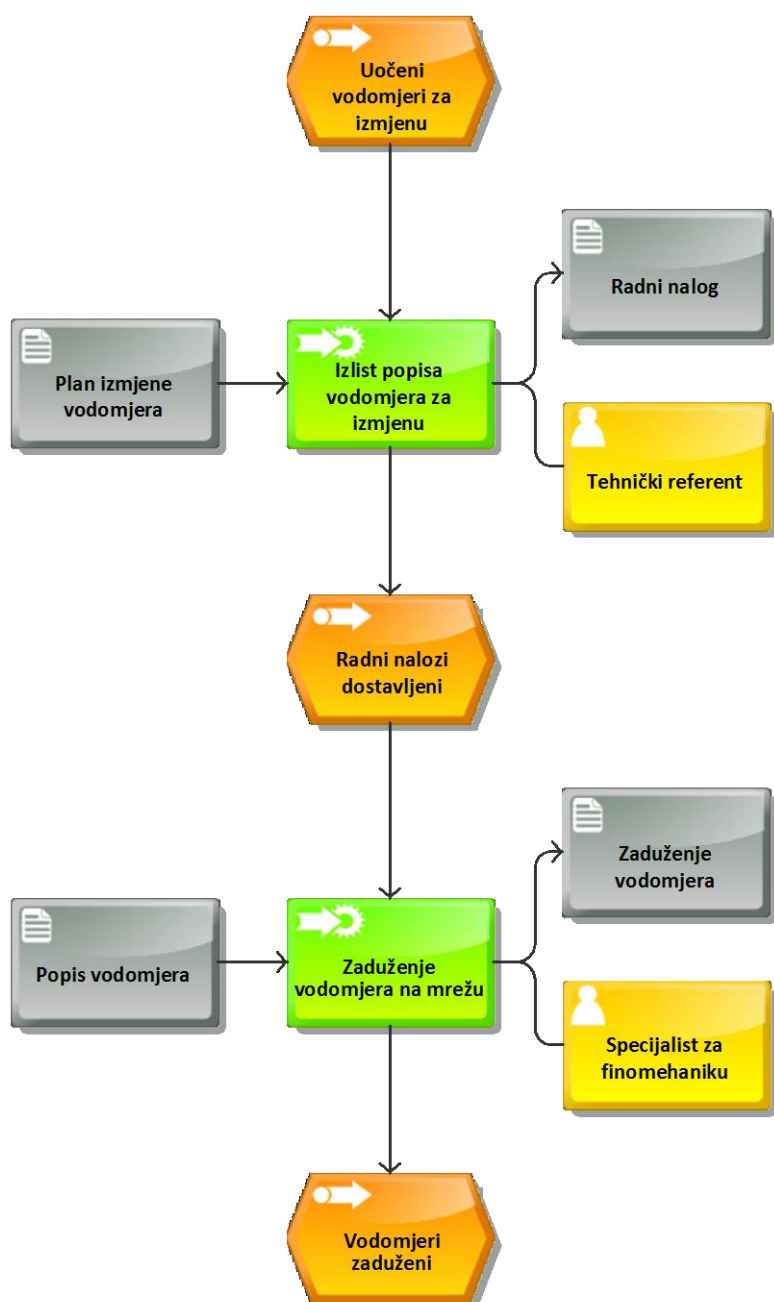 Uočeni
vodomjeri za
izmjenu
Radni nalog
Plan izmjene
vodomjera
Izlist popisa
vodomjera za
izmjenu
Tehnički referent
Radni nalozi
dostavljeni
Zaduženje
vodomjera
Popis vodomjera
Zaduženje
vodomjera na mrežu
Specijalist za
finomehaniku
Vodomjeri
zaduženi